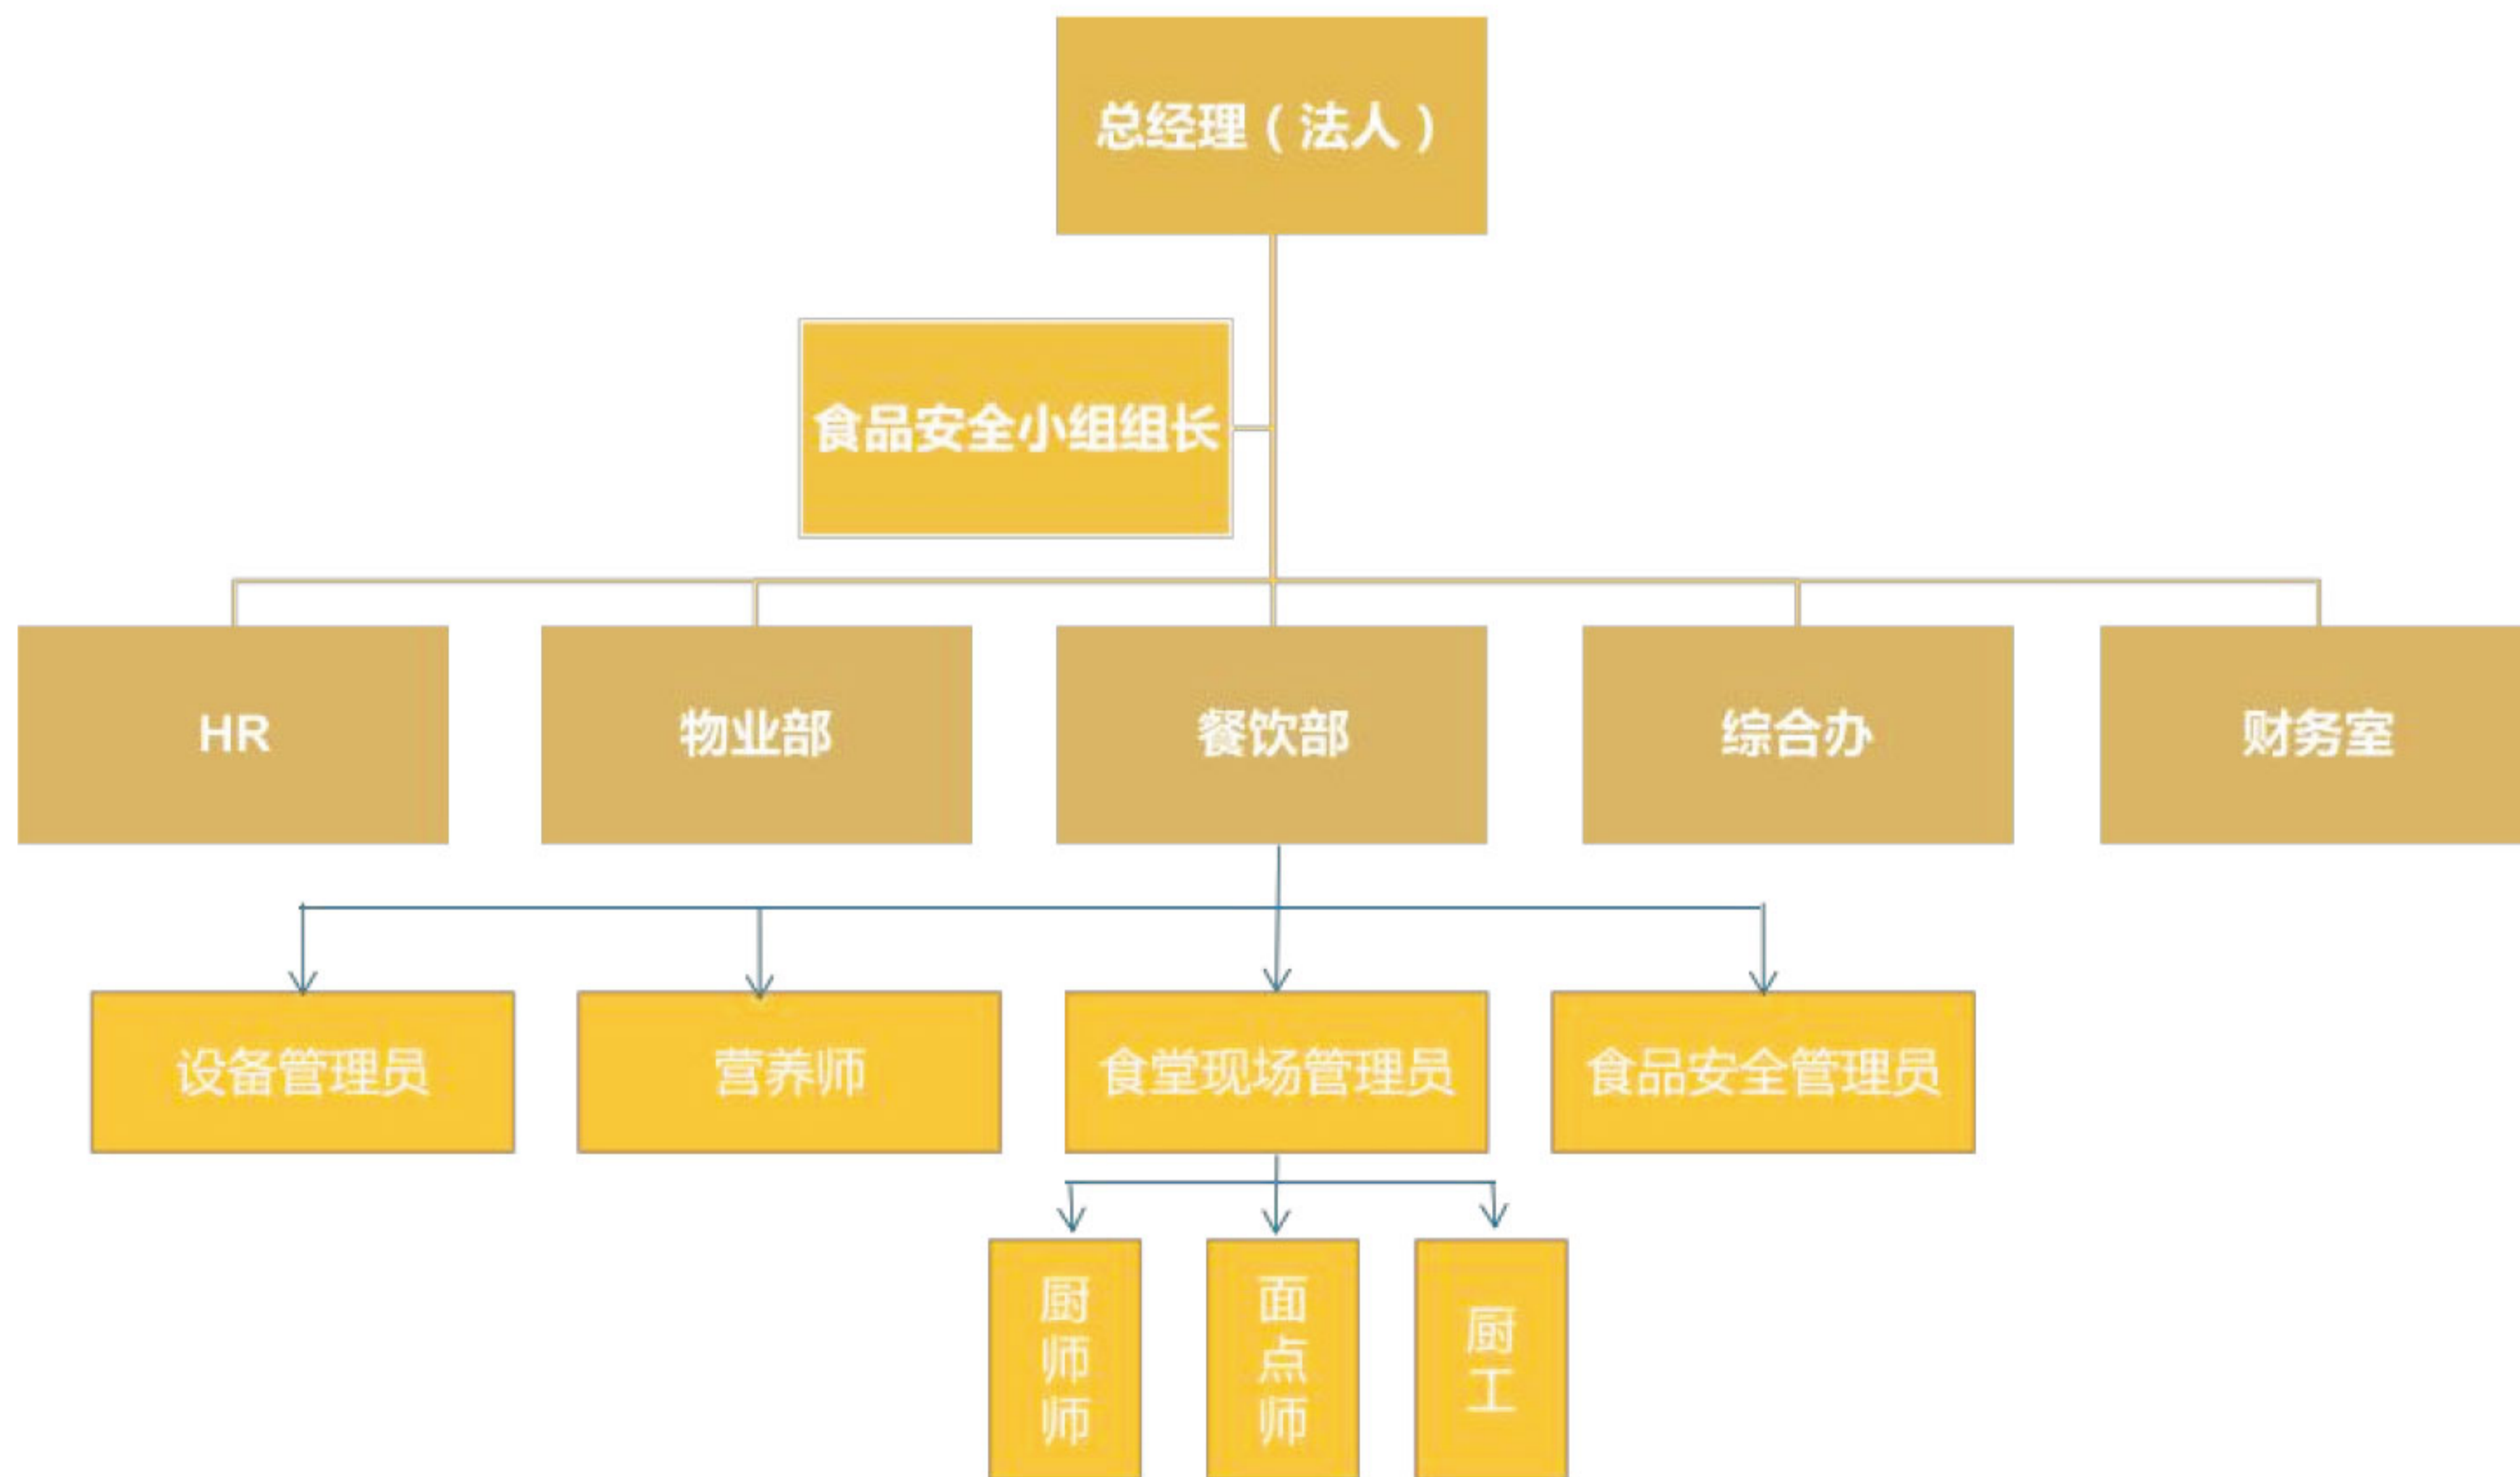 总经理（法人）
食品安全小组组长
HR
物业部
餐饮部
综合办
财务室
设备管理员
营养师
食堂现场管理员
食品安全管理员
厨师师
面点师
厨工